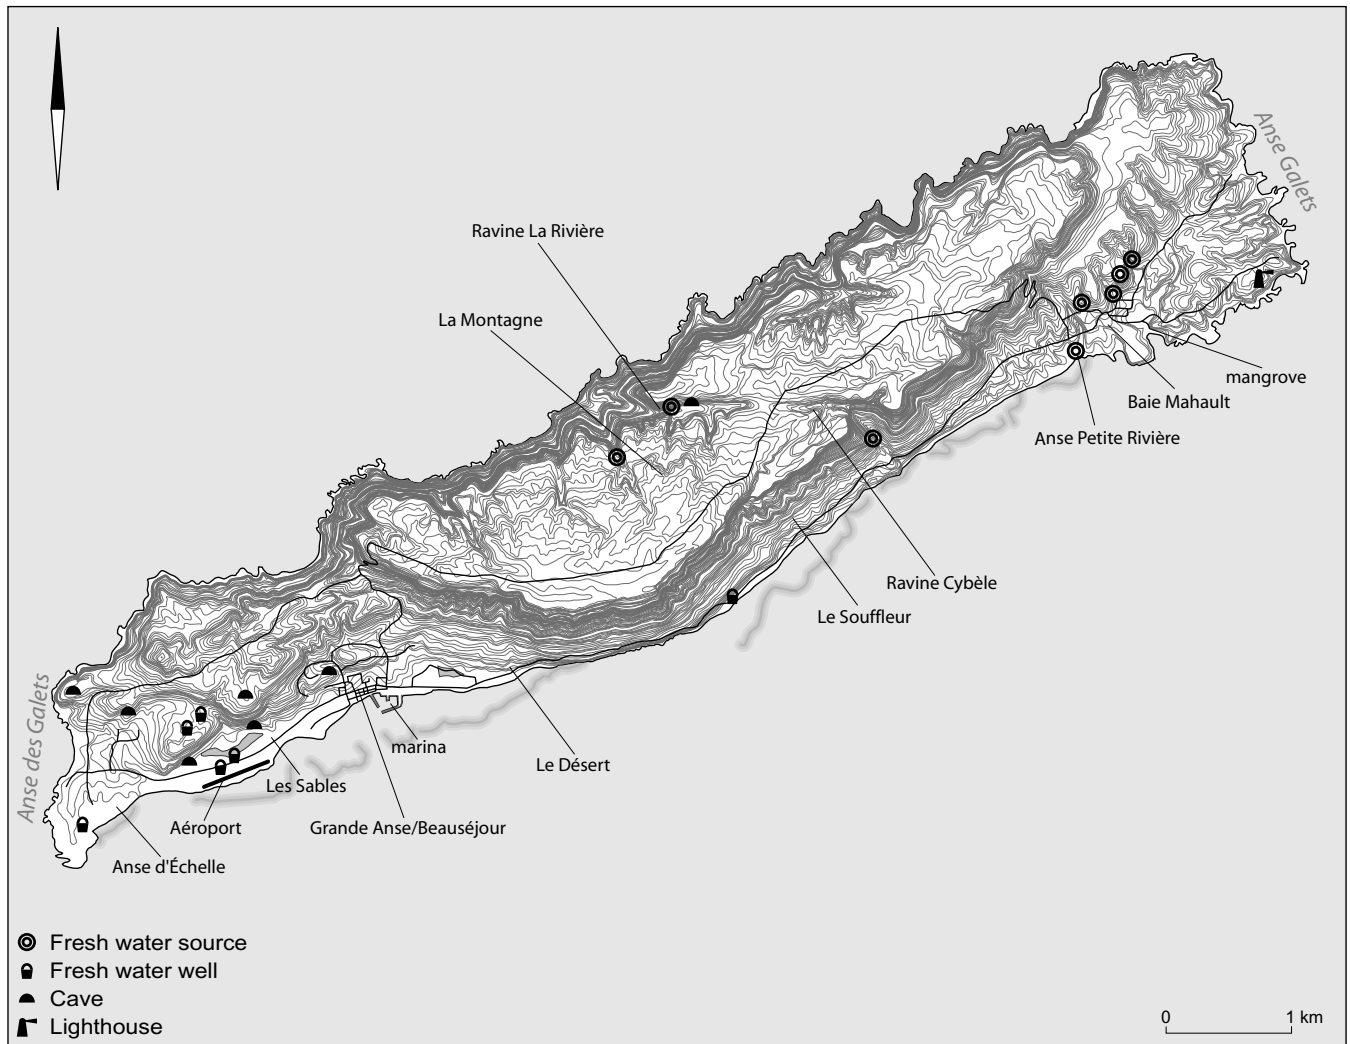 Anse Galets
Ravine La Rivière
La Montagne
mangrove
Baie Mahault
Anse Petite Rivière
Ravine Cybèle
Le Souffleur
Anse des Galets
marina
Le Désert
Les Sables
Aéroport
Grande Anse/Beauséjour
Anse d'Échelle
Fresh water source
Fresh water well
Cave
Lighthouse
0 1 km